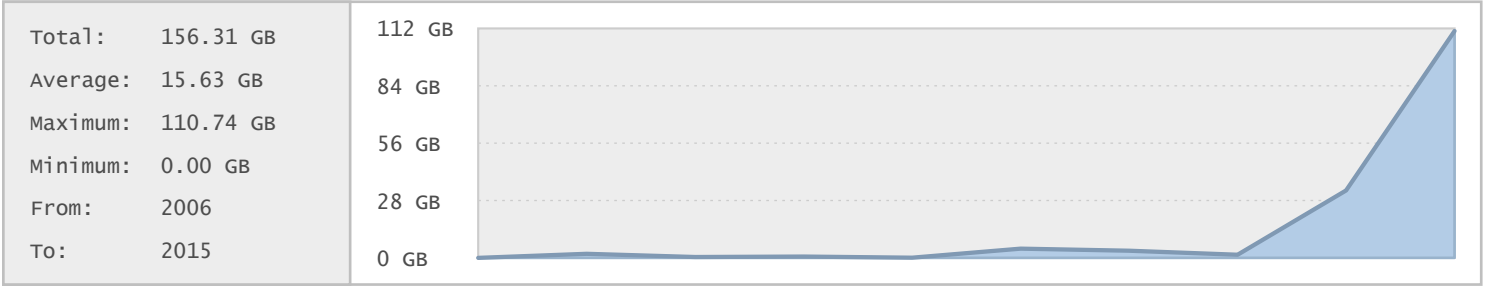 Total: 156.31 GB
Average: 15.63 GB
Maximum: 110.74 GB
Minimum: 0.00 GB
From: 2006
To: 2015
112 GB
84 GB
56 GB
28 GB
0 GB